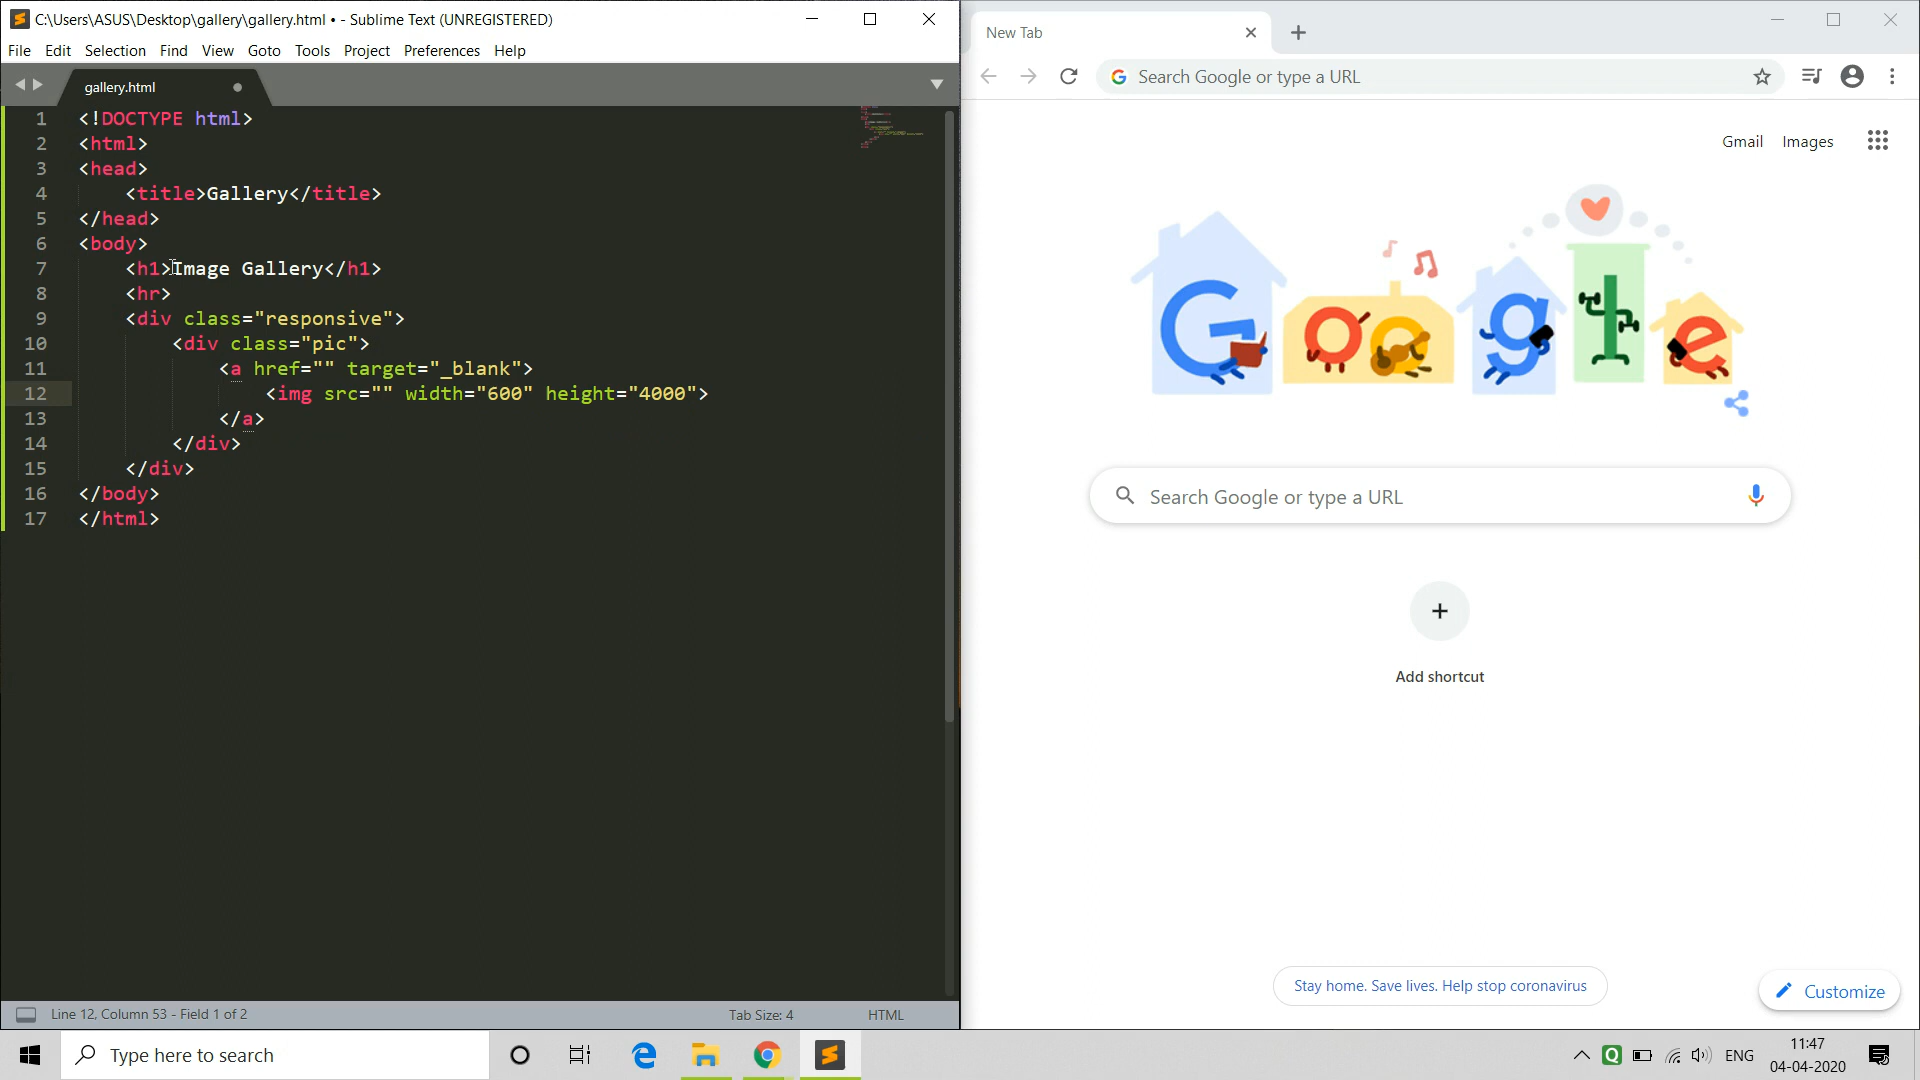 C:\Users\ASUS\Desktop\gallery\gallery.html • - Sublime Text (UNREGISTERED)
File Edit Selection Find View Goto Tools Project Preferences Help
gallery.html
1 <!DOCTYPE html>
2 <html>
3 <head>
4 <title>Gallery</title>
5 </head>
6 <body>
7 <h1>Image Gallery</h1>
8 <hr>
9 <div class="responsive">
10 <div class="pic">
11 <a href="" target="_blank">
12 <img src="" width="600" height="4000">
13 </a>
14 </div>
15 </div>
16 </body>
17 </html>
Line 12, Column 53 - Field 1 of 2 Tab Size: 4 HTML
New Tab
Search Google or type a URL
Gmail Images
Google
Search Google or type a URL
Add shortcut
Stay home. Save lives. Help stop coronavirus
Customize
Type here to search
ENG
11:47
04-04-2020